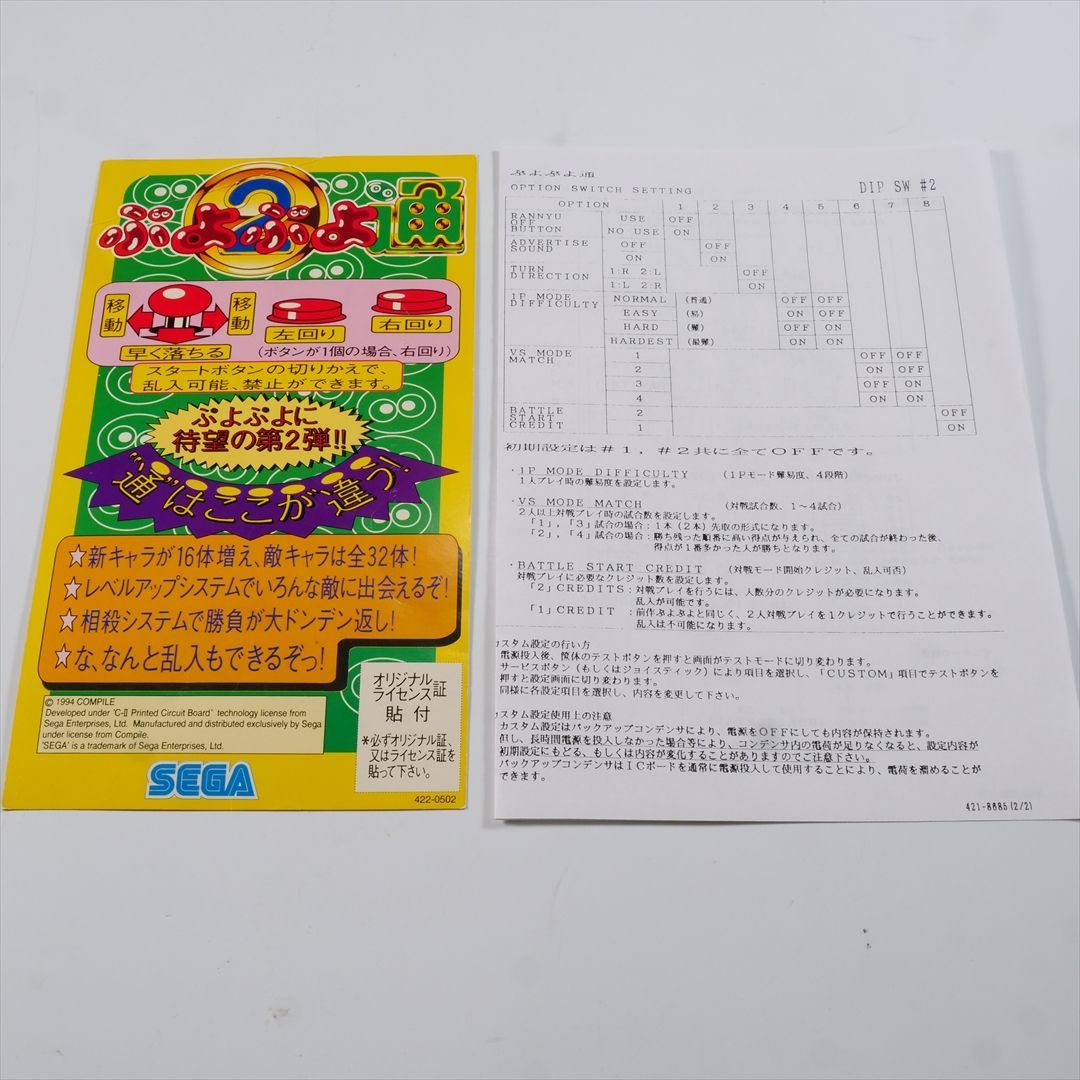 ぷよぷよ通
2
移動
移動
左回り
右回り
早く落ちる
(ボタンが1個の場合、右回り)
スタートボタンの切りかえで、
乱入可能、禁止ができます。
ぷよぷよに
待望の第2弾!!
"通"はここが違う!
☆新キャラが16体増え、敵キャラは全32体!
☆レベルアップシステムでいろんな敵に出会えるぞ!
☆相殺システムで勝負が大ドンデン返し!
☆な、なんと乱入もできるぞっ!
© 1994 COMPILE
Developed under 'C-II Printed Circuit Board' technology license from
Sega Enterprises, Ltd. Manufactured and distributed exclusively by Sega
under license from Compile.
'SEGA' is a trademark of Sega Enterprises, Ltd.
オリジナル証
ライセンス
貼付
*必ずオリジナル証、
又はライセンス証を
貼って下さい。
SEGA
422-0502
ぷよぷよ通
OPTION SWITCH SETTING DIP SW #2
OPTION 1 2 3 4 5 6 7 8
RANNYU OFF BUTTON USE OFF
NO USE ON
ADVERTISE SOUND OFF OFF
ON ON
TURN DIRECTION 1:R 2:L OFF
1:L 2:R ON
1P MODE DIFFICULTY NORMAL (普通) OFF OFF
EASY (易) ON OFF
HARD (難) OFF ON
HARDEST (最難) ON ON
VS MODE MATCH 1 OFF OFF
2 ON OFF
3 OFF ON
4 ON ON
BATTLE START CREDIT 2 OFF
1 ON
初期設定は#1,#2共に全てOFFです。
・1P MODE DIFFICULTY (1Pモード難易度、4段階)
1人プレイ時の難易度を設定します。
・VS MODE MATCH (対戦試合数、1~4試合)
2人以上対戦プレイ時の試合数を設定します。
「1」,「3」試合の場合:1本(2本)先取の形式になります。
「2」,「4」試合の場合:勝ち残った順番に高い得点が与えられ、全ての試合が終わった後、
得点が1番多かった人が勝ちとなります。
・BATTLE START CREDIT (対戦モード開始クレジット、乱入可否)
対戦プレイに必要なクレジット数を設定します。
「2」CREDITS:対戦プレイを行うには、人数分のクレジットが必要になります。
乱入が可能です。
「1」CREDIT :前作ぷよぷよと同じく、2人対戦プレイを1クレジットで行うことができます。
乱入は不可能になります。
カスタム設定の行い方
電源投入後、筐体のテストボタンを押すと画面がテストモードに切り変わります。
サービスボタン(もしくはジョイスティック)により項目を選択し、「CUSTOM」項目でテストボタンを
押すと設定画面に切り変わります。
同様に各設定項目を選択し、内容を変更して下さい。
カスタム設定使用上の注意
カスタム設定はバックアップコンデンサにより、電源をOFFにしても内容が保持されます。
但し、長時間電源を投入しなかった場合等により、コンデンサ内の電荷が足りなくなると、設定内容が
初期設定にもどる、もしくは内容が変化することがありますのでご注意下さい。
バックアップコンデンサはICボードを通常に電源投入して使用することにより、電荷を溜めることが
できます。
421-8685(2/2)